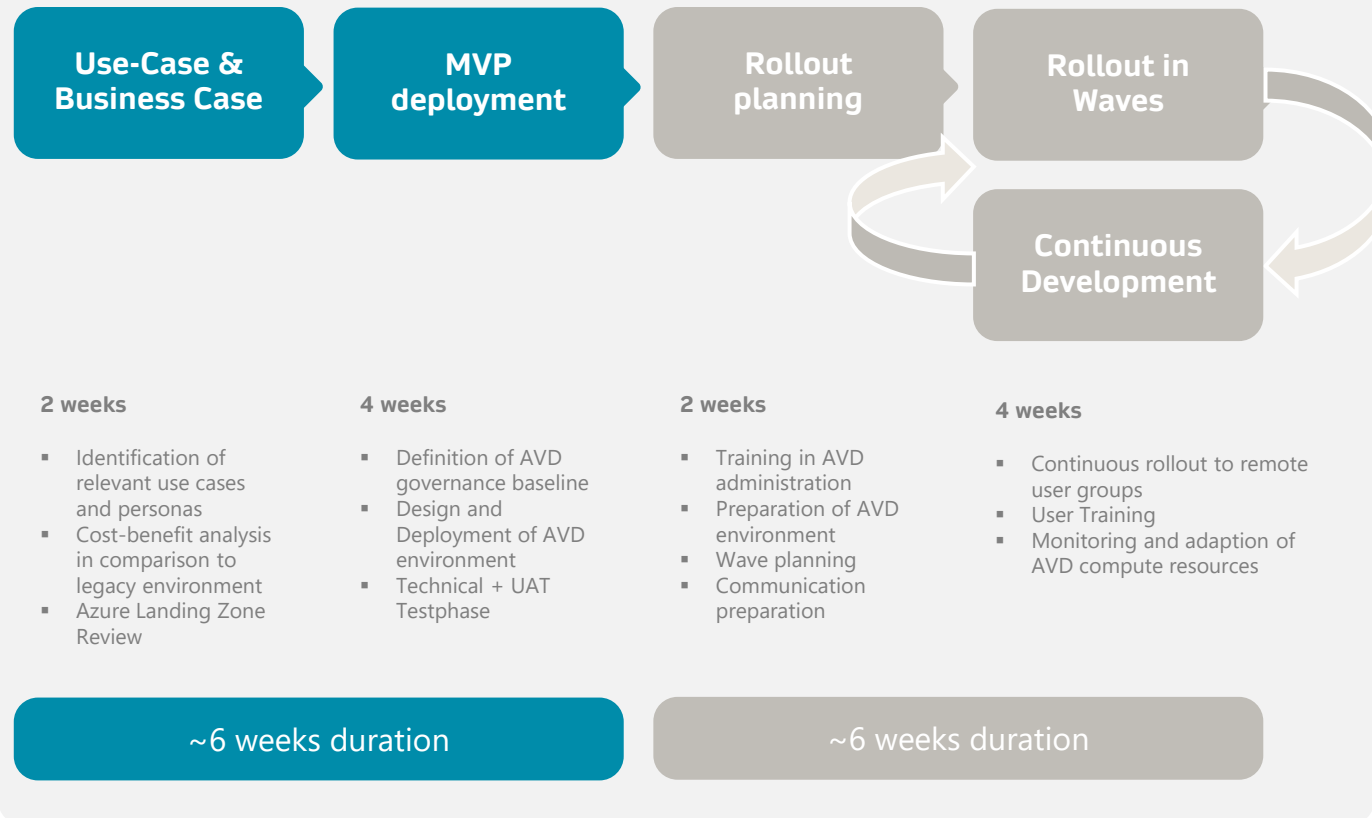 Use-Case &
Business Case
MVP
deployment
Rollout
planning
Rollout in
Waves
Continuous
Development
2 weeks
▪ Identification of
relevant use cases
and personas
▪ Cost-benefit analysis
in comparison to
legacy environment
▪ Azure Landing Zone
Review
4 weeks
▪ Definition of AVD
governance baseline
▪ Design and
Deployment of AVD
environment
▪ Technical + UAT
Testphase
2 weeks
▪ Training in AVD
administration
▪ Preparation of AVD
environment
▪ Wave planning
▪ Communication
preparation
4 weeks
▪ Continuous rollout to remote
user groups
▪ User Training
▪ Monitoring and adaption of
AVD compute resources
~6 weeks duration
~6 weeks duration